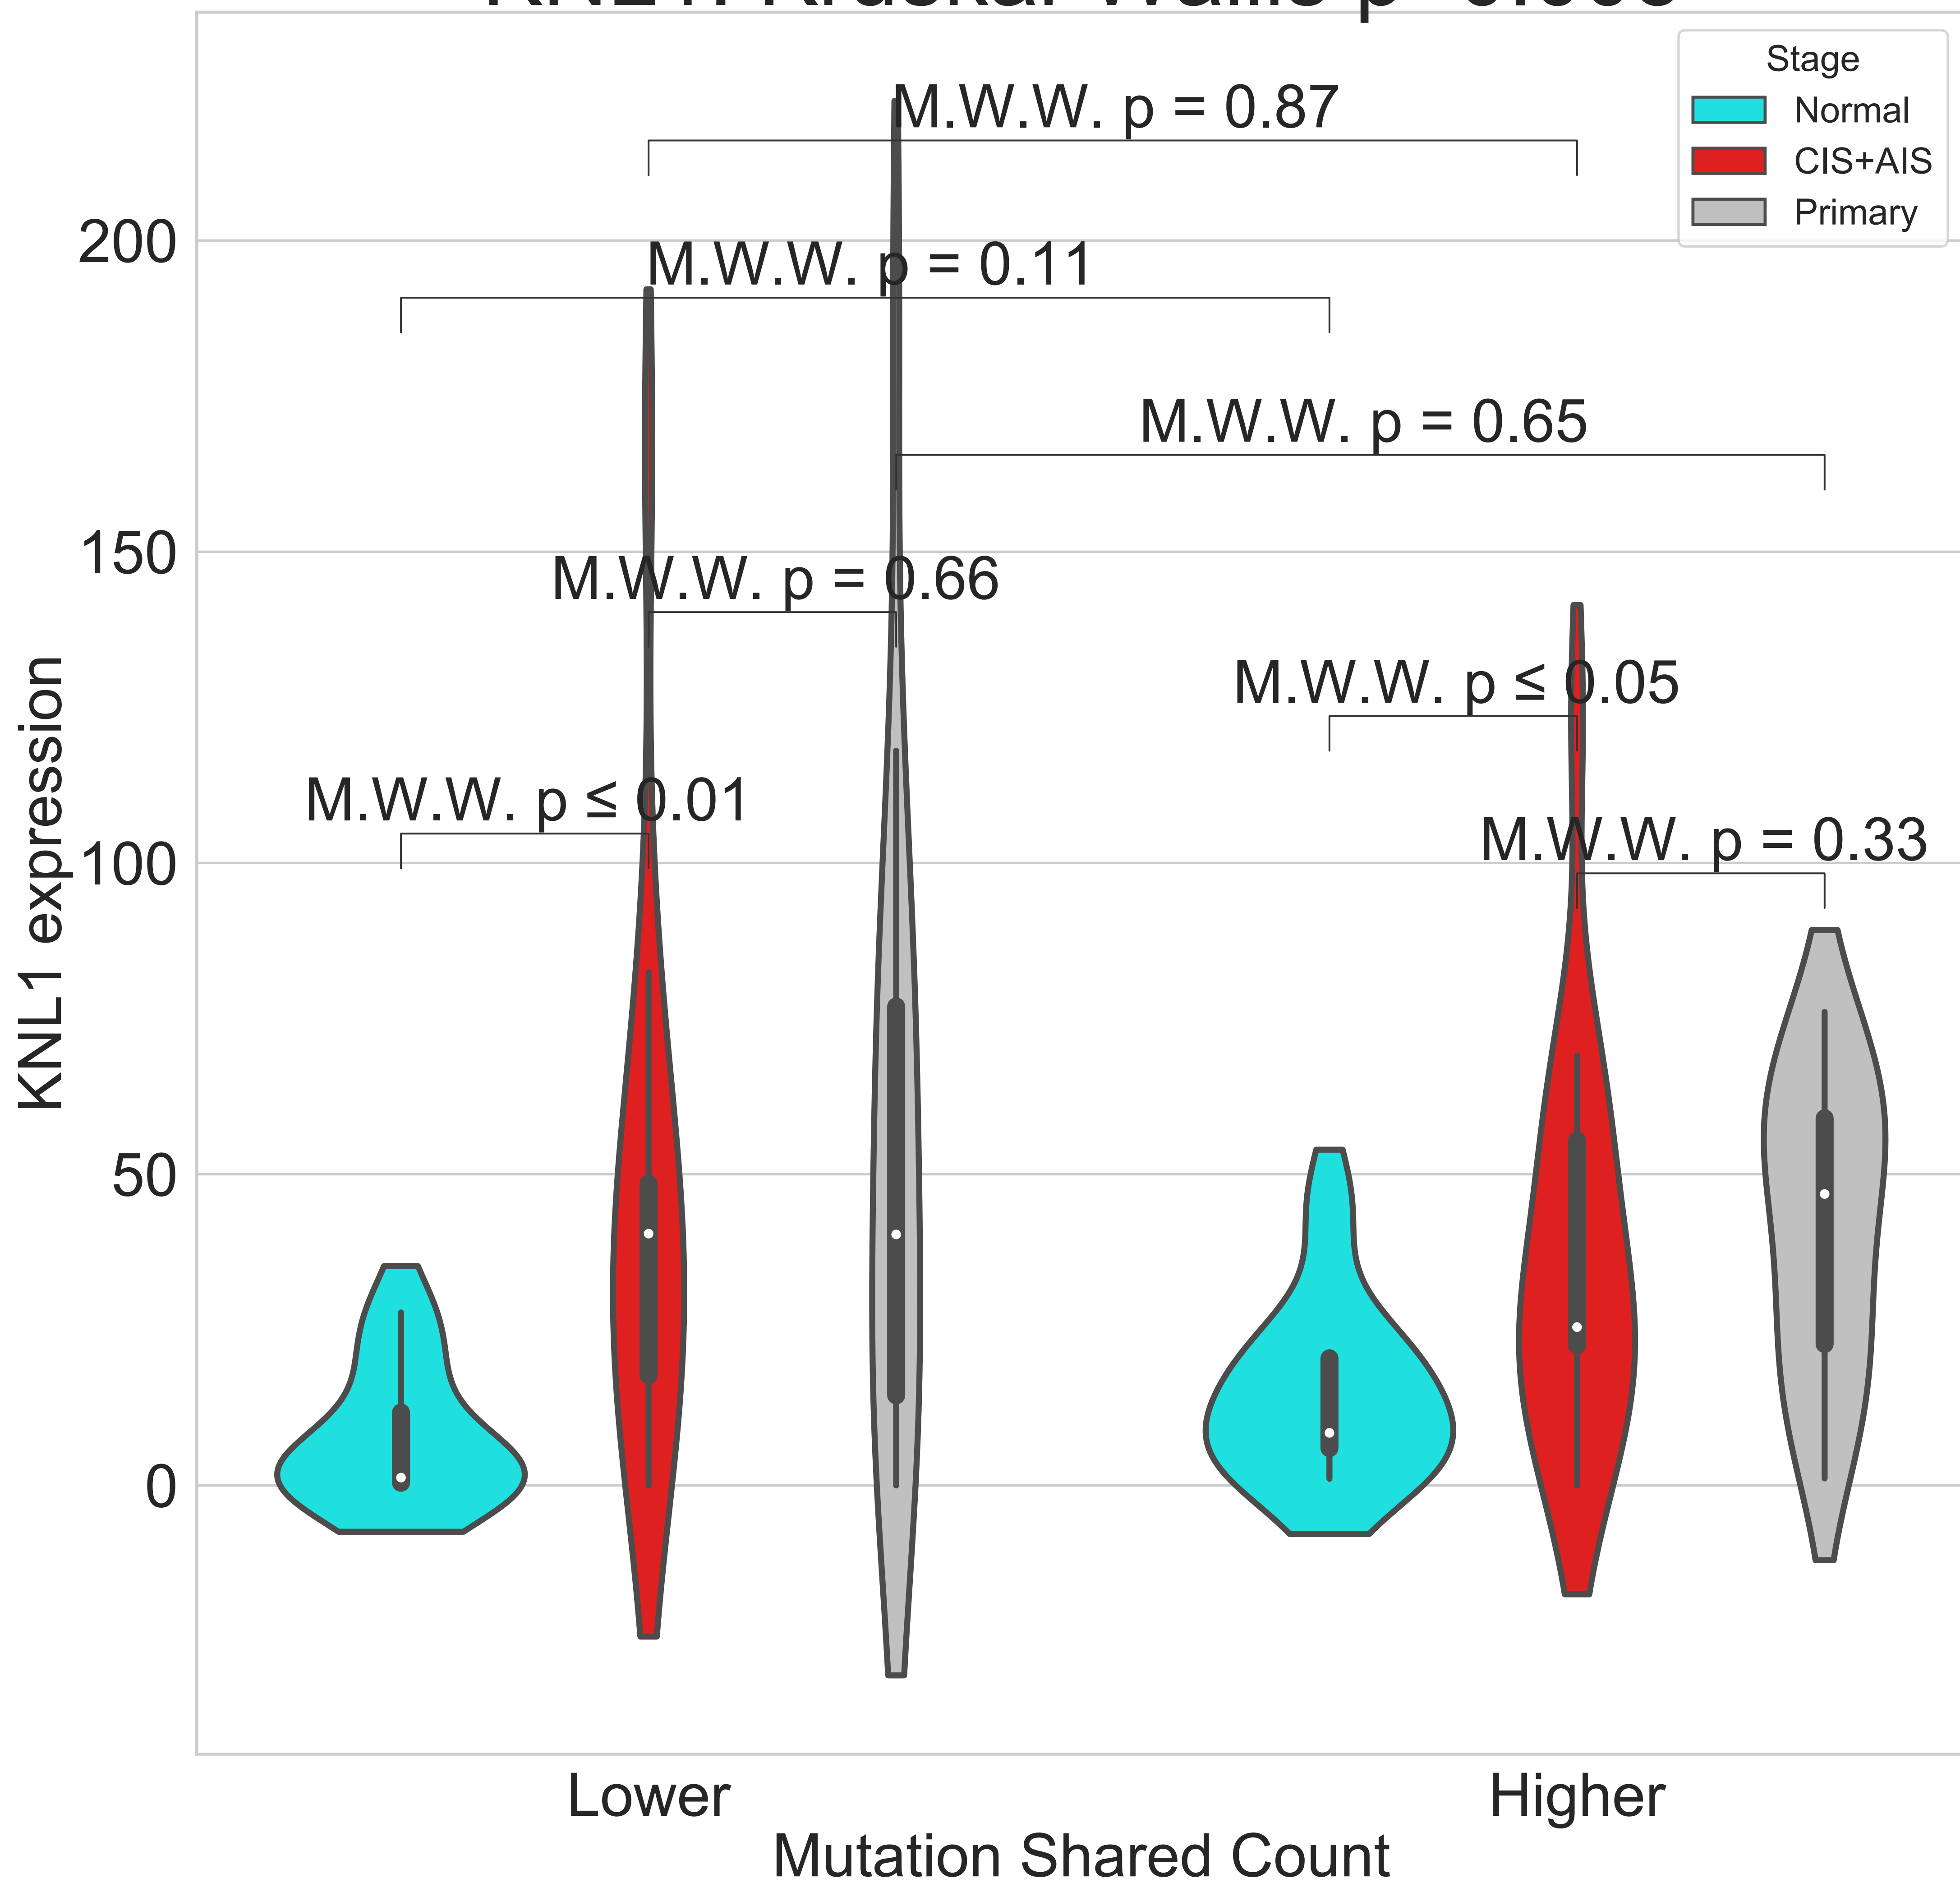 Stage
Normal
CIS+AIS
Primary
M.W.W. p = 0.87
M.W.W. p = 0.11
M.W.W. p = 0.65
M.W.W. p = 0.66
M.W.W. p ≤ 0.05
M.W.W. p ≤ 0.01
M.W.W. p = 0.33
200
150
100
50
0
KNL1 expression
Lower
Higher
Mutation Shared Count